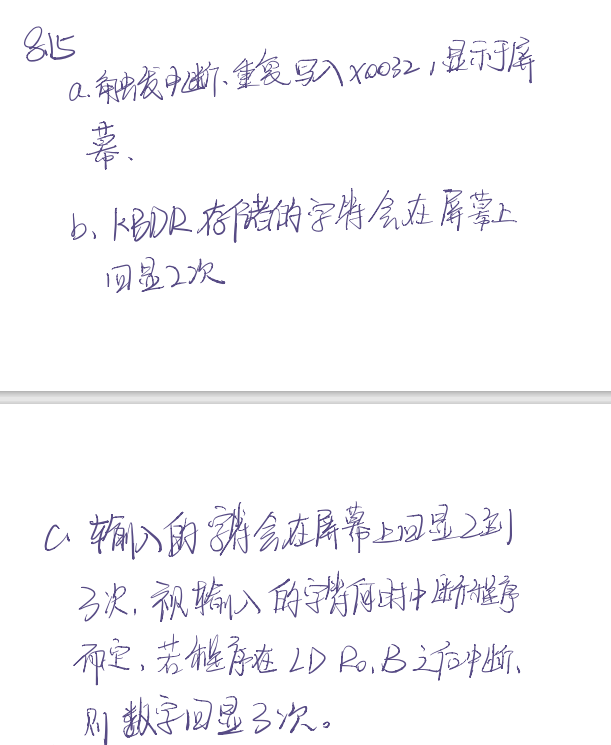 8.15
a.触发中断、重复写入x0032，显示于屏
幕、
b、KBDR存储的字符会在屏幕上
回显2次
C、输入的字符会在屏幕上回显2到
3次，视输入的字符何时中断程序
而定，若程序在LD R0,B之后中断、
则数字回显3次。